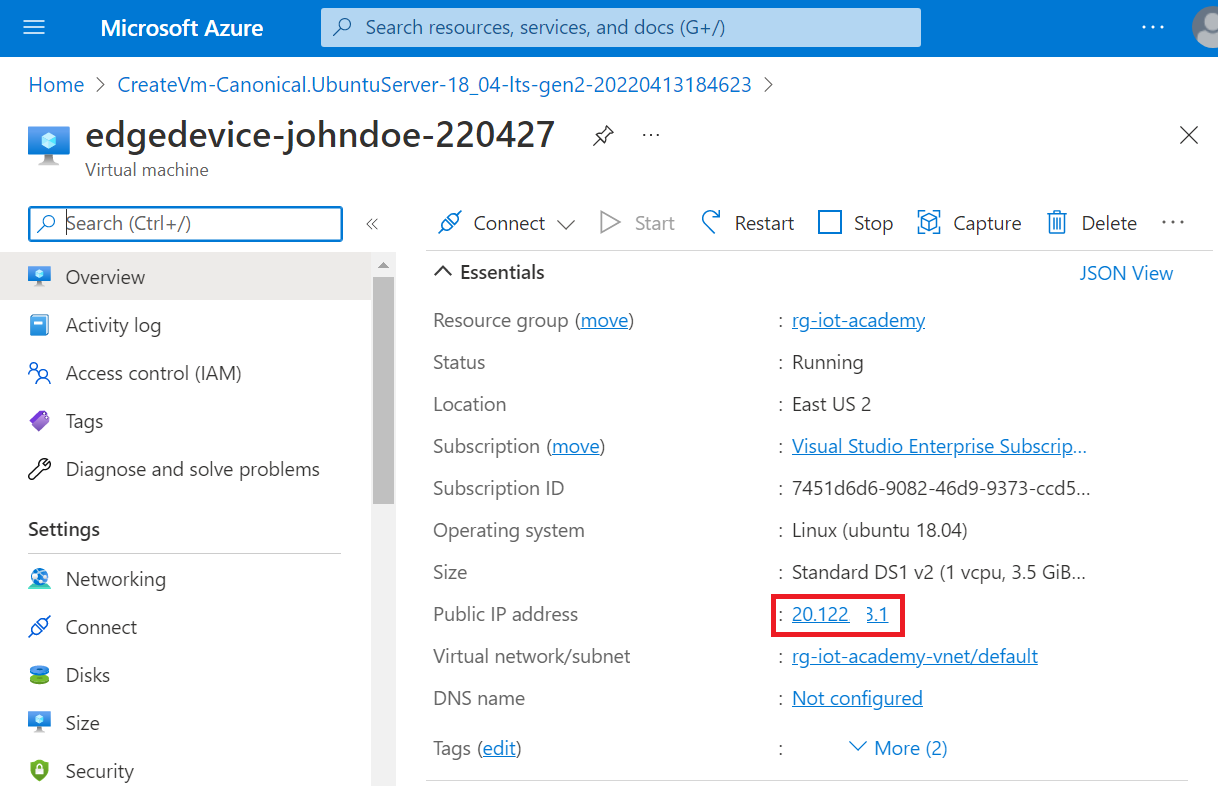 Microsoft Azure
Search resources, services, and docs (G+/)
Home > CreateVm-Canonical.UbuntuServer-18_04-lts-gen2-20220413184623 >
edgedevice-johndoe-220427
Virtual machine
Search (Ctrl+/)
«
Connect
Start
Restart
Stop
Capture
Delete
Overview
Activity log
Access control (IAM)
Tags
Diagnose and solve problems
Settings
Networking
Connect
Disks
Size
Security
Essentials
JSON View
Resource group (move) : rg-iot-academy
Status : Running
Location : East US 2
Subscription (move) : Visual Studio Enterprise Subscrip...
Subscription ID : 7451d6d6-9082-46d9-9373-ccd5...
Operating system : Linux (ubuntu 18.04)
Size : Standard DS1 v2 (1 vcpu, 3.5 GiB...
Public IP address : 20.122
Virtual network/subnet : rg-iot-academy-vnet/default
DNS name : Not configured
Tags (edit) : More (2)